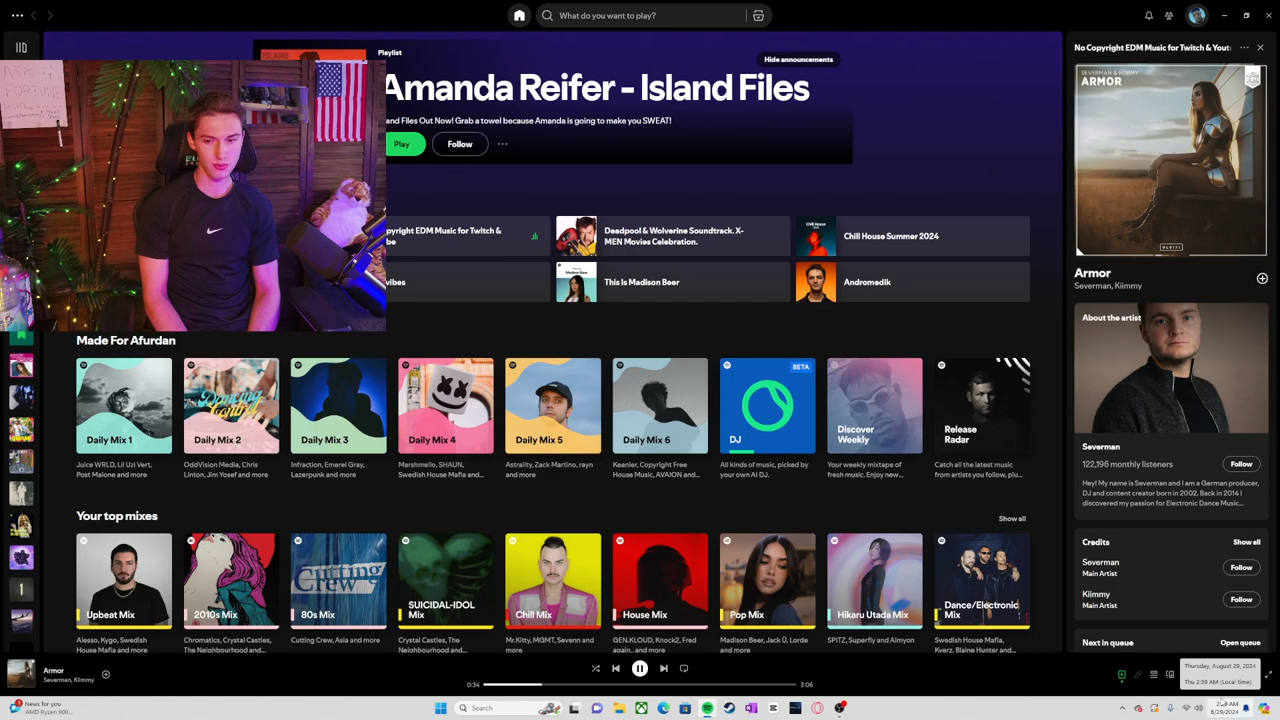 What do you want to play?
Playlist
Hide announcements
Amanda Reifer - Island Files
and Files Out Now! Grab a towel because Amanda is going to make you SWEAT!
Play
Follow
pyright EDM Music for Twitch &
be
Deadpool & Wolverine Soundtrack. X-
MEN Movies Celebration.
Chill House Summer 2024
vibes
This Is Madison Beer
Andromedik
Made For Afurdan
Daily Mix 1
Daily Mix 2
Daily Mix 3
Daily Mix 4
Daily Mix 5
Daily Mix 6
BETA
DJ
Discover
Weekly
Release
Radar
Juice WRLD, Lil Uzi Vert,
Post Malone and more
OddVision Media, Chris
Linton, Jim Yosef and more
Infraction, Emerel Gray,
Lazerpunk and more
Marshmello, SHAUN,
Swedish House Mafia and...
Astrality, Zack Martino, rayn
and more
Keanler, Copyright Free
House Music, AVAION and...
All kinds of music, picked by
your own AI DJ.
Your weekly mixtape of
fresh music. Enjoy new...
Catch all the latest music
from artists you follow, plu...
Your top mixes
Show all
Upbeat Mix
2010s Mix
Cutting
Crew
80s Mix
SUICIDAL-IDOL
Mix
Chill Mix
House Mix
Pop Mix
Hikaru Utada Mix
Dance/Electronic
Mix
Alesso, Kygo, Swedish
House Mafia and more
Chromatics, Crystal Castles,
The Neighbourhood and...
Cutting Crew, Asia and more
Crystal Castles, The
Neighbourhood and...
Mr.Kitty, MGMT, Sevenn and
more
GEN.KLOUD, Knock2, Fred
again.. and more
Madison Beer, Jack Ü, Lorde
and more
SPITZ, Superfly and Aimyon
Swedish House Mafia,
Kverz, Blaine Hunter and...
No Copyright EDM Music for Twitch & Yout
SEVERMAN & KIIMMY
ARMOR
Armor
Severman, Kiimmy
About the artist
Severman
122,196 monthly listeners
Follow
Hey! My name is Severman and I am a German producer,
DJ and content creator born in 2002. Back in 2014 I
discovered my passion for Electronic Dance Music...
Credits
Show all
Severman
Main Artist
Follow
Kiimmy
Main Artist
Follow
Next in queue
Open queue
Armor
Severman, Kiimmy
0:34
3:06
Thursday, August 29, 2024
Thu 2:39 AM (Local time)
News for you
AMD Ryzen 900...
Search
8/29/2024